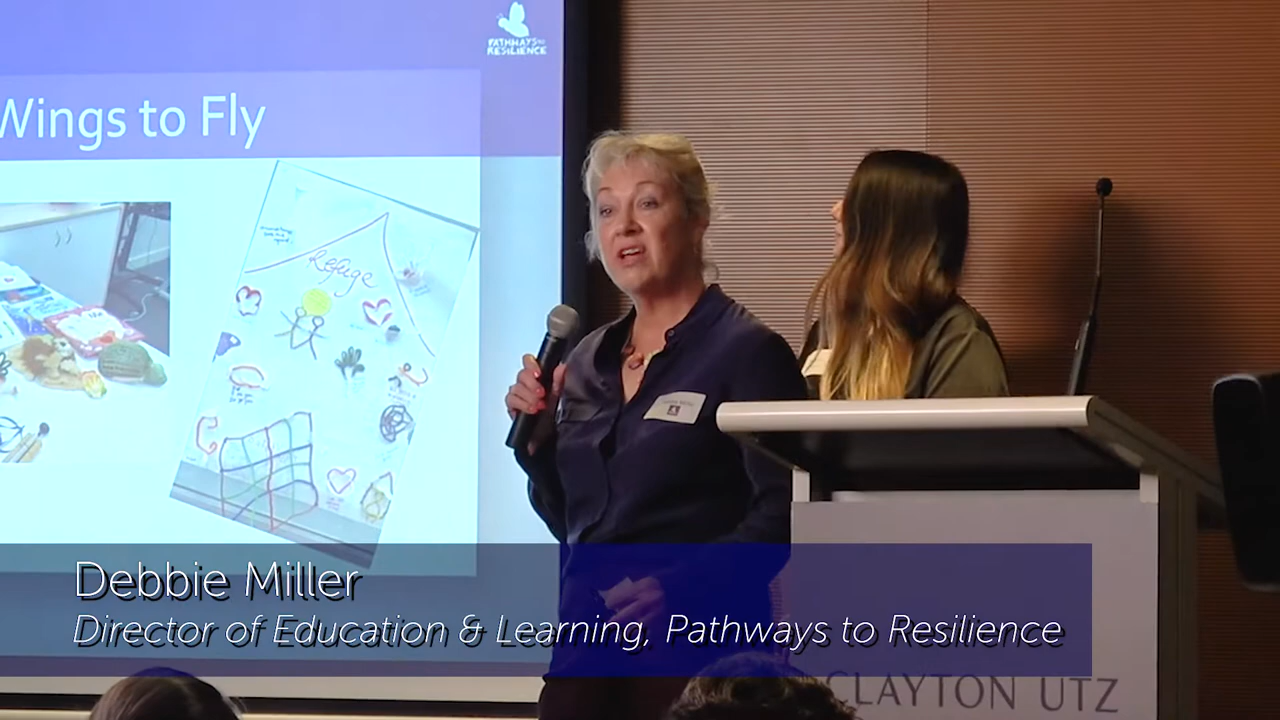 PATHWAYS TO
RESILIENCE
Wings to Fly
Refuge
Debbie Miller
Director of Education & Learning, Pathways to Resilience
CLAYTON UTZ